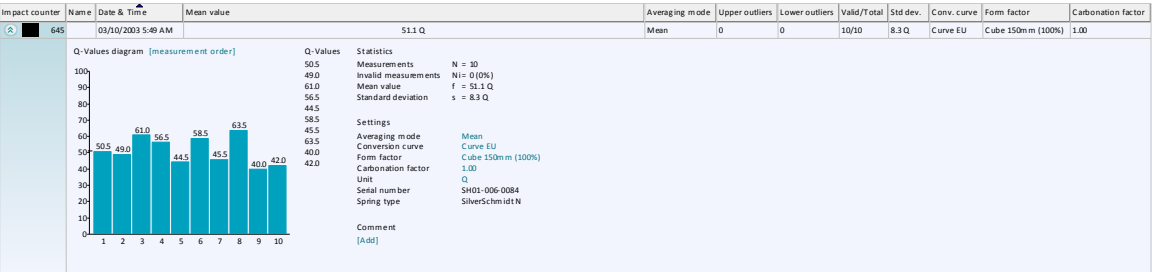 Impact counter Name Date & Time Mean value Averaging mode Upper outliers Lower outliers Valid/Total Std dev. Conv. curve Form factor Carbonation factor
645 03/10/2003 5:49 AM 51.1 Q Mean 0 0 10/10 8.3 Q Curve EU Cube 150mm (100%) 1.00
Q-Values diagram [measurement order]
100
90
80
70
60
50
40
30
20
10
0
50.5 49.0 61.0 56.5 44.5 58.5 45.5 63.5 40.0 42.0
1 2 3 4 5 6 7 8 9 10
Q-Values
50.5
49.0
61.0
56.5
44.5
58.5
45.5
63.5
40.0
42.0
Statistics
Measurements N = 10
Invalid measurements Ni = 0 (0%)
Mean value f = 51.1 Q
Standard deviation s = 8.3 Q
Settings
Averaging mode Mean
Conversion curve Curve EU
Form factor Cube 150mm (100%)
Carbonation factor 1.00
Unit Q
Serial number SH01-006-0084
Spring type SilverSchmidt N
Comment
[Add]